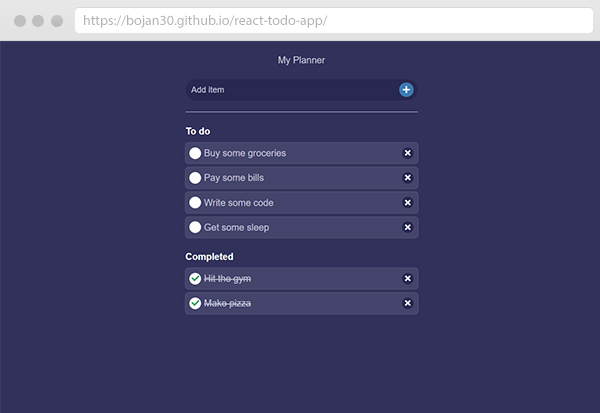 https://bojan30.github.io/react-todo-app/
My Planner
Add item
To do
Buy some groceries
Pay some bills
Write some code
Get some sleep
Completed
Hit the gym
Make pizza